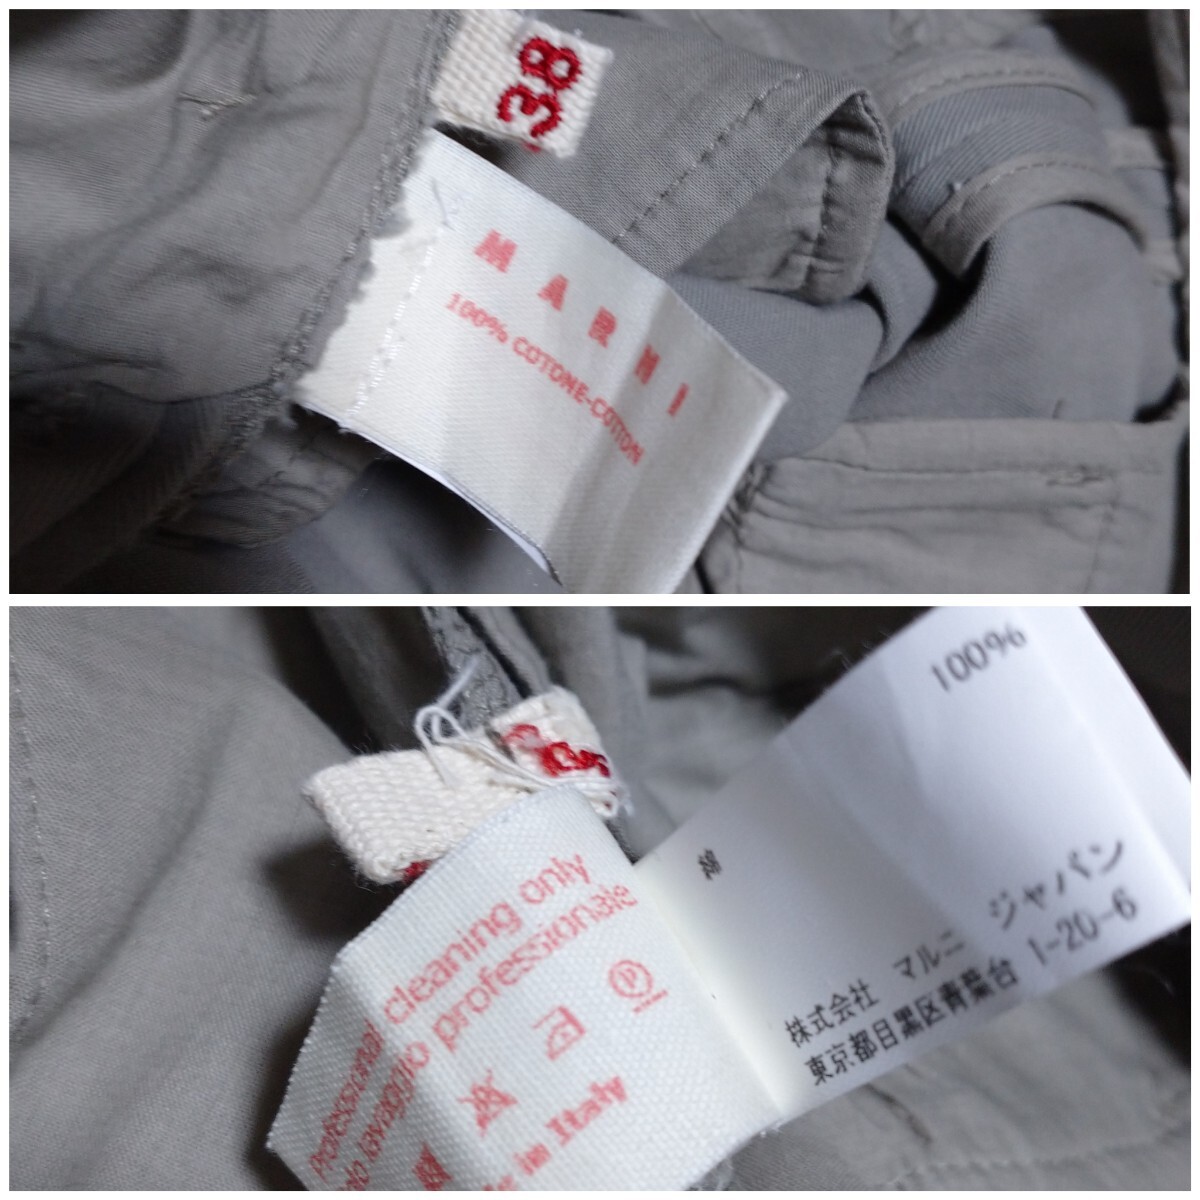 38
MARNI
100% COTONE-COTTON
Professional cleaning only
lavaggio professionale
in Italy
綿 100%
株式会社 マルニ ジャパン
東京都目黒区青葉台 1-20-6